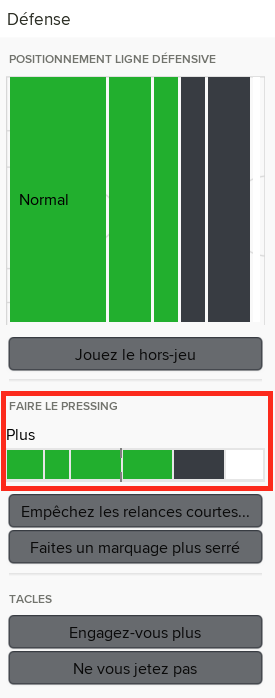 Défense
POSITIONNEMENT LIGNE DÉFENSIVE
Normal
Jouez le hors-jeu
FAIRE LE PRESSING
Plus
Empêchez les relances courtes...
Faites un marquage plus serré
TACLES
Engagez-vous plus
Ne vous jetez pas